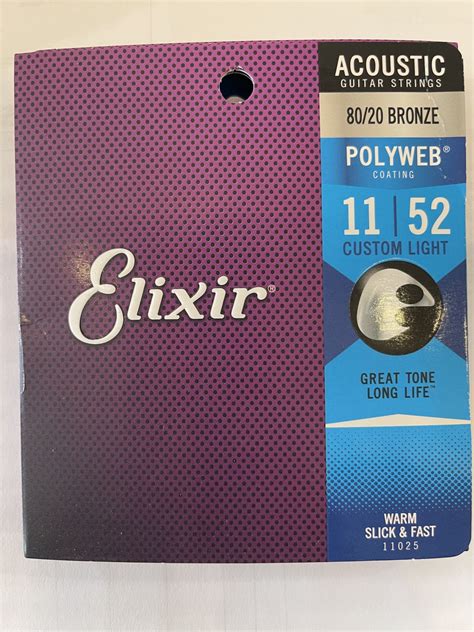 Elixir®
ACOUSTIC
GUITAR STRINGS
80/20 BRONZE
POLYWEB®
COATING
11 | 52
CUSTOM LIGHT
GREAT TONE
LONG LIFE™
WARM
SLICK & FAST
11025